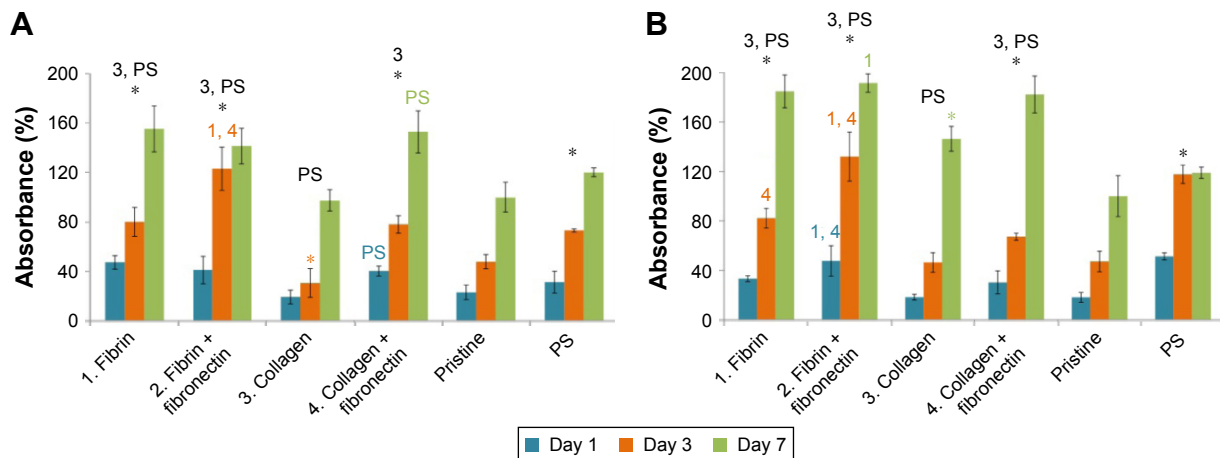 A
Absorbance (%)
200
160
120
80
40
0
3, PS
*
3, PS
*
1, 4
PS
*
3
*
PS
PS
*
1. Fibrin
2. Fibrin +
fibronectin
3. Collagen
4. Collagen +
fibronectin
Pristine
PS
B
Absorbance (%)
200
160
120
80
40
0
3, PS
*
4
3, PS
*
1
1, 4
1, 4
PS
*
3, PS
*
*
1. Fibrin
2. Fibrin +
fibronectin
3. Collagen
4. Collagen +
fibronectin
Pristine
PS
Day 1 Day 3 Day 7